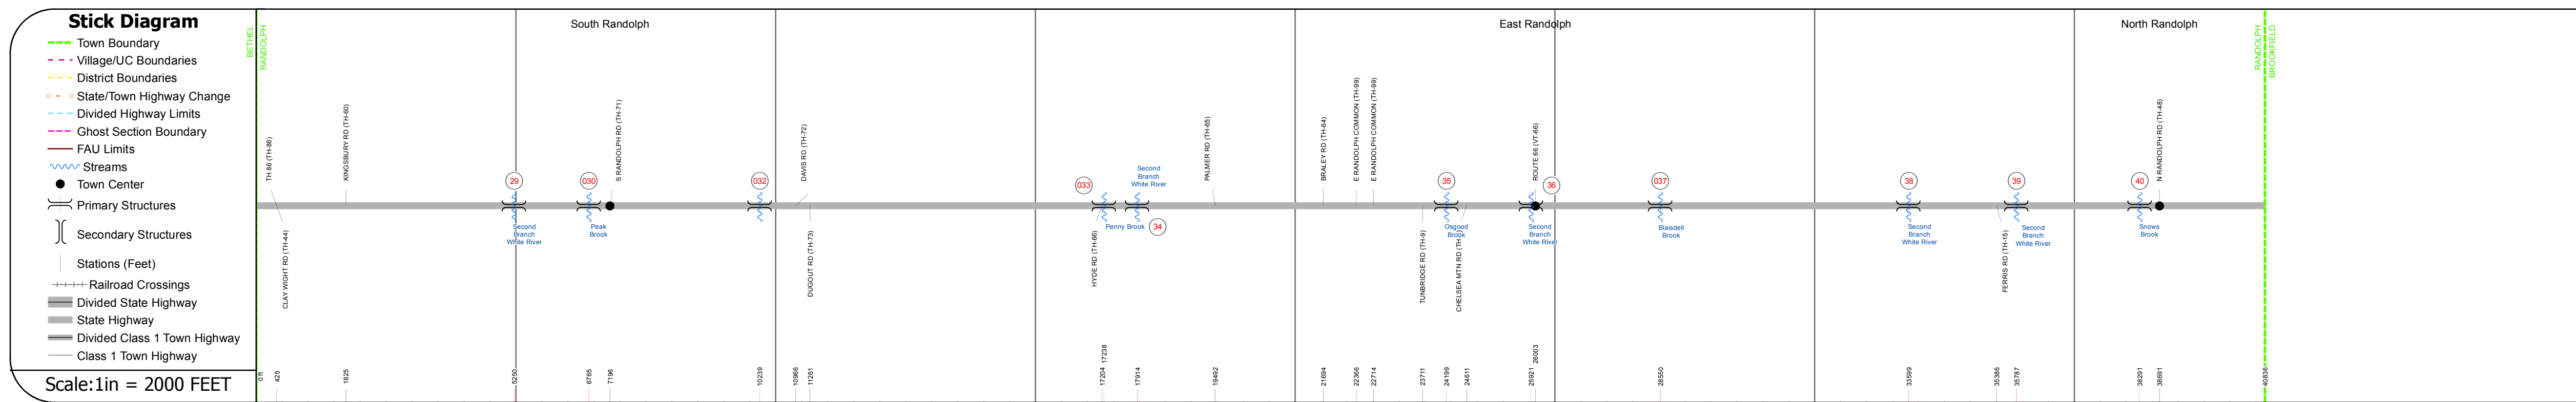 Stick Diagram
Town Boundary
Village/UC Boundaries
District Boundaries
State/Town Highway Change
Divided Highway Limits
Ghost Section Boundary
FAU Limits
Streams
Town Center
Primary Structures
Secondary Structures
Stations (Feet)
Railroad Crossings
Divided State Highway
State Highway
Divided Class 1 Town Highway
Class 1 Town Highway
Scale:1in = 2000 FEET
BETHEL
RANDOLPH
South Randolph
East Randolph
North Randolph
RANDOLPH
BROOKFIELD
TH 86 (TH-86)
CLAY WIGHT RD (TH-44)
KINGSBURY RD (TH-60)
29
Second
Branch
White River
030
Peak
Brook
S RANDOLPH RD (TH-71)
032
DAVIS RD (TH-72)
DUGOUT RD (TH-73)
033
HYDE RD (TH-66)
Penny Brook
Second
Branch
White River
34
PALMER RD (TH-65)
BRALEY RD (TH-64)
E RANDOLPH COMMON (TH-99)
E RANDOLPH COMMON (TH-99)
TUNBRIDGE RD (TH-9)
35
Osgood
Brook
CHELSEA MTN RD (TH-
ROUTE 66 (VT-66)
36
Second
Branch
White River
037
Blaisdell
Brook
38
Second
Branch
White River
FERRIS RD (TH-15)
39
Second
Branch
White River
40
Snows
Brook
N RANDOLPH RD (TH-48)
0 ft
425
1825
5250
6765
7196
10239
10966
11261
17204
17238
17914
19492
21694
22366
22714
23711
24199
24611
25921
26003
28550
33599
35386
35787
38291
38691
40836